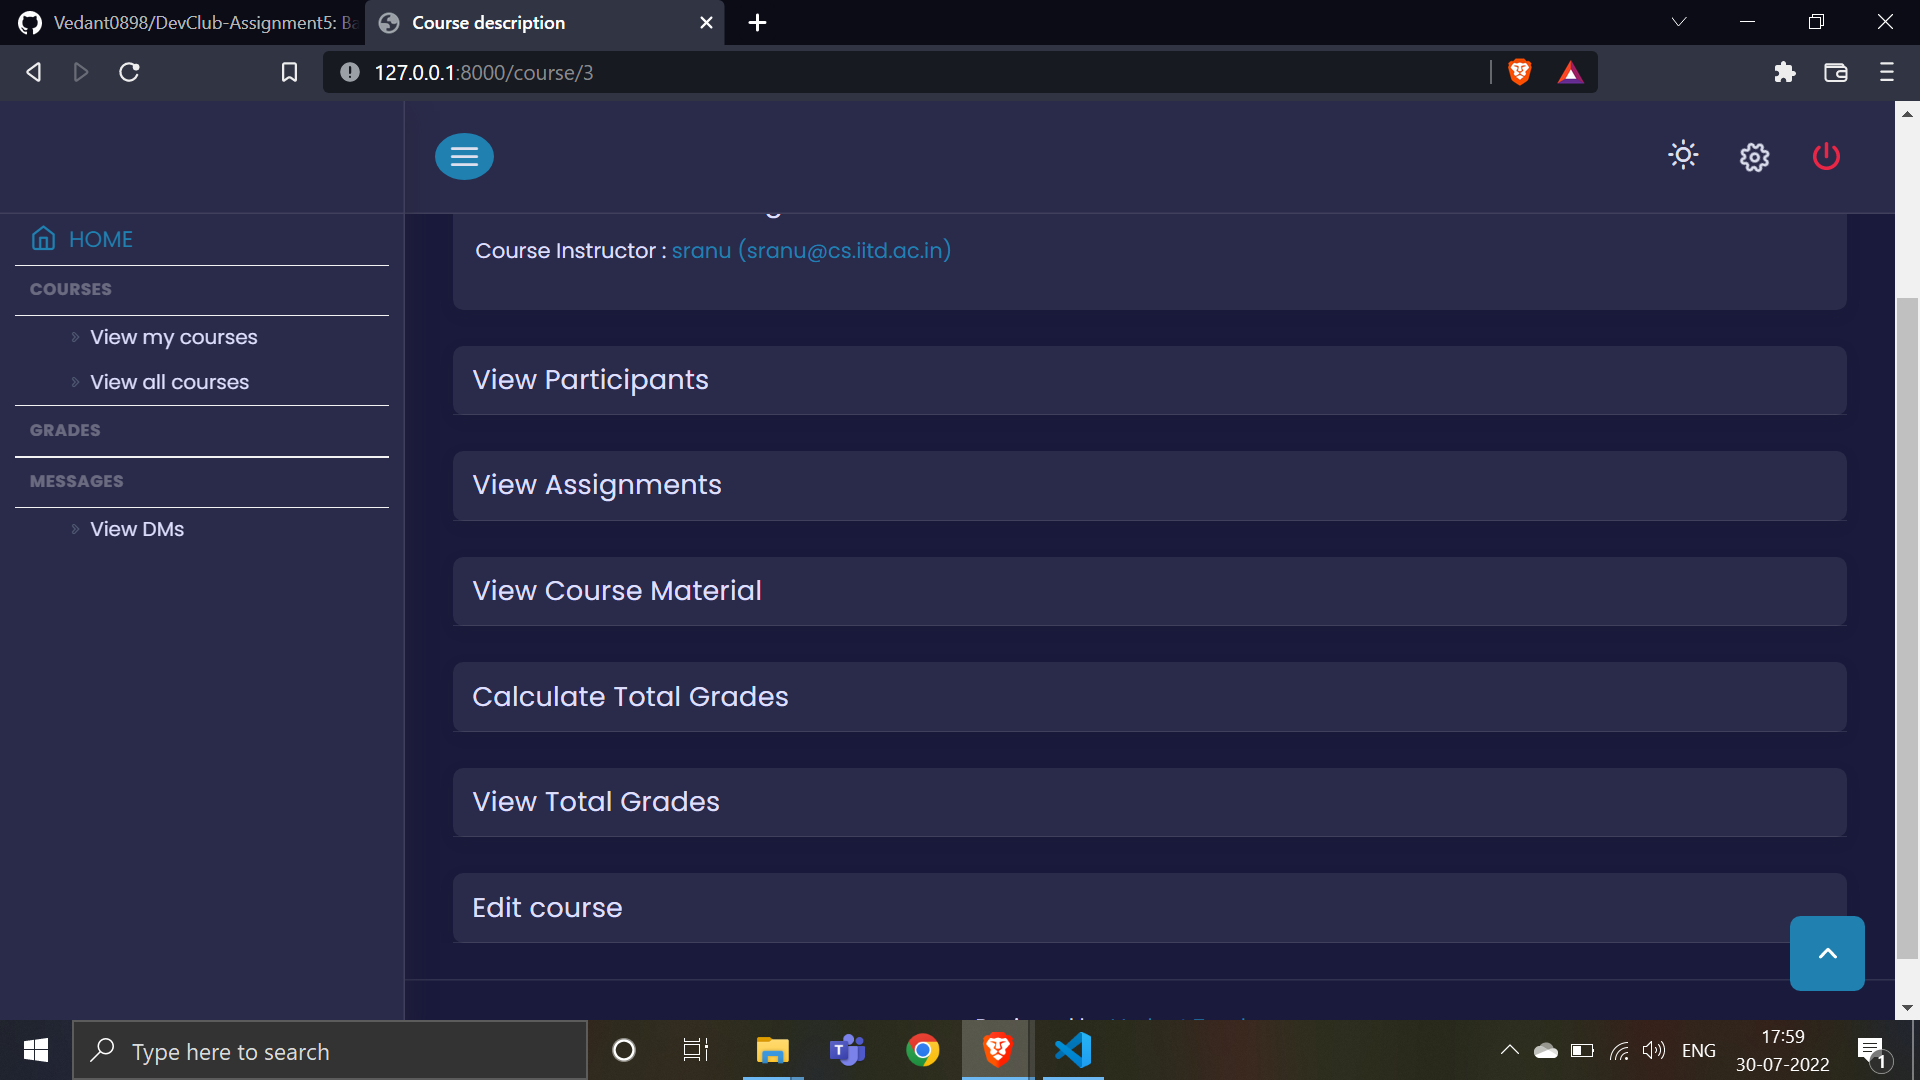 Vedant0898/DevClub-Assignment5: Ba
Course description
127.0.0.1:8000/course/3
HOME
COURSES
View my courses
View all courses
GRADES
MESSAGES
View DMs
Course Instructor : sranu (sranu@cs.iitd.ac.in)
View Participants
View Assignments
View Course Material
Calculate Total Grades
View Total Grades
Edit course
Type here to search
ENG
17:59
30-07-2022
1